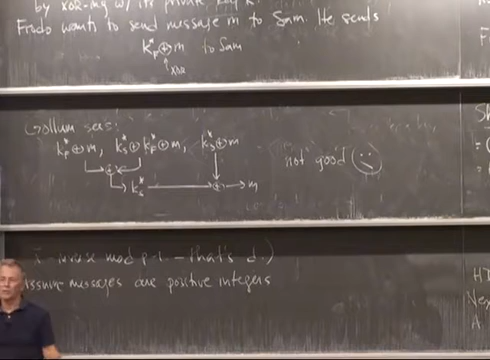 by XOR-ing w/ its private key k*
Frodo wants to send message m to Sam. He sends
k*F⊕m to Sam
XOR
Gollum sees:
k*F⊕m, k*S⊕k*F⊕m, k*S⊕m
⊕
k*S ⊕ m
not good
inverse mod p-1 - that's d.)
Assume messages are positive integers